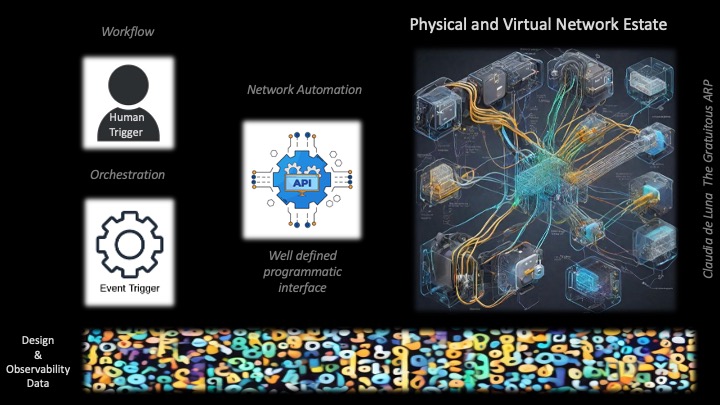 Workflow
Human
Trigger
Orchestration
Event Trigger
Network Automation
API
Well defined
programmatic
interface
Physical and Virtual Network Estate
Claudia de Luna The Gratuitous ARP
Design
&
Observability
Data